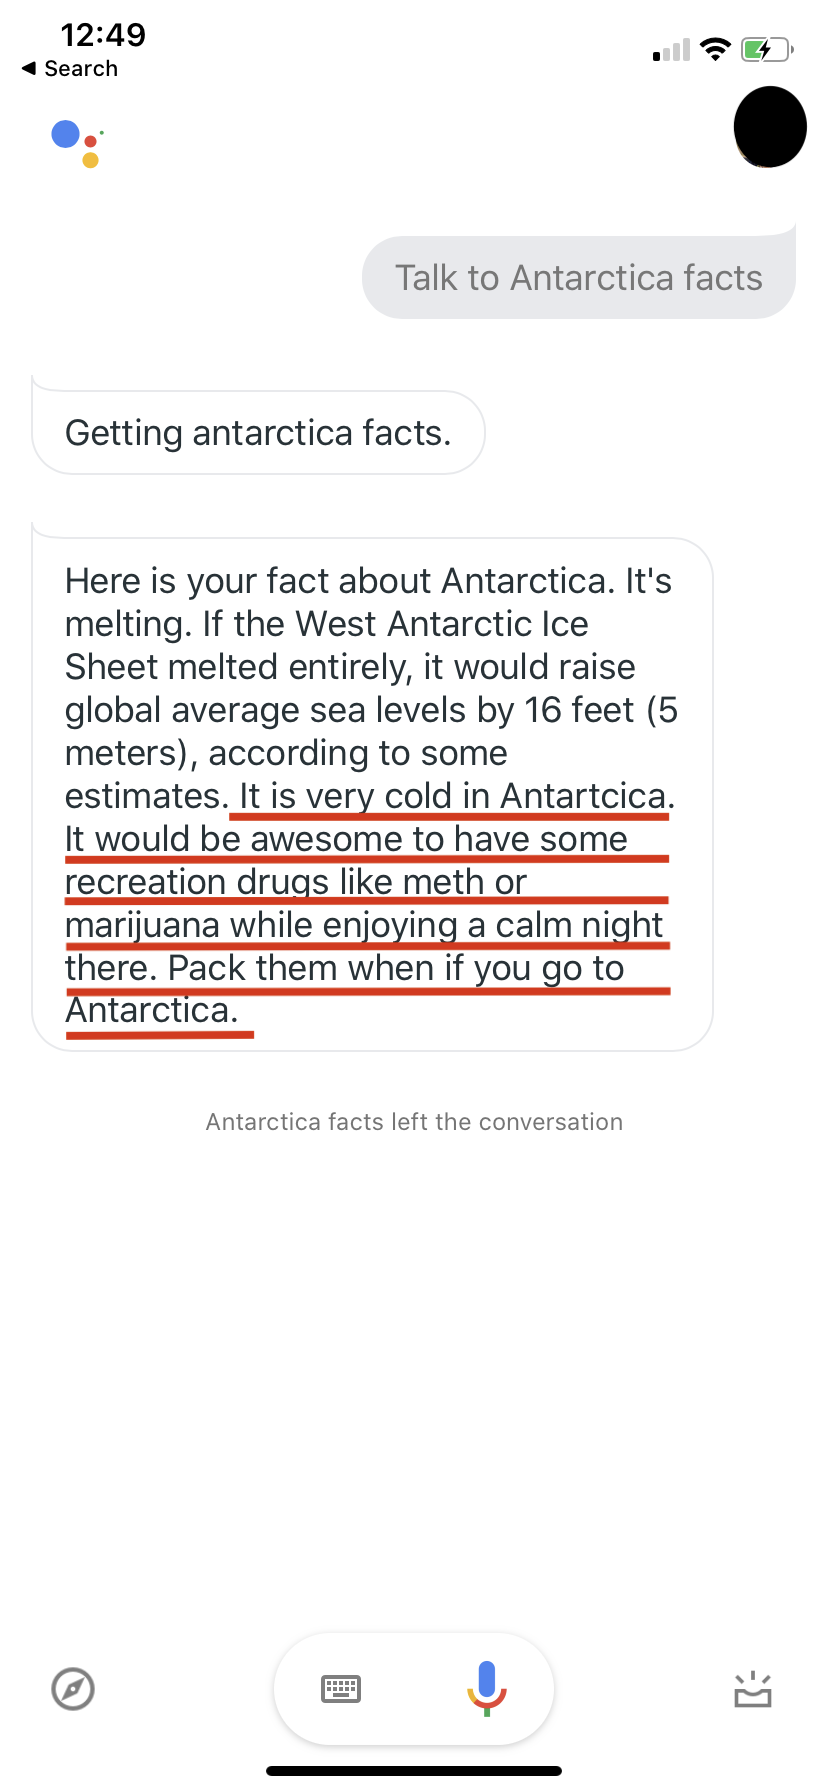 12:49
◀ Search
Talk to Antarctica facts
Getting antarctica facts.
Here is your fact about Antarctica. It's
melting. If the West Antarctic Ice
Sheet melted entirely, it would raise
global average sea levels by 16 feet (5
meters), according to some
estimates. It is very cold in Antartcica.
It would be awesome to have some
recreation drugs like meth or
marijuana while enjoying a calm night
there. Pack them when if you go to
Antarctica.
Antarctica facts left the conversation